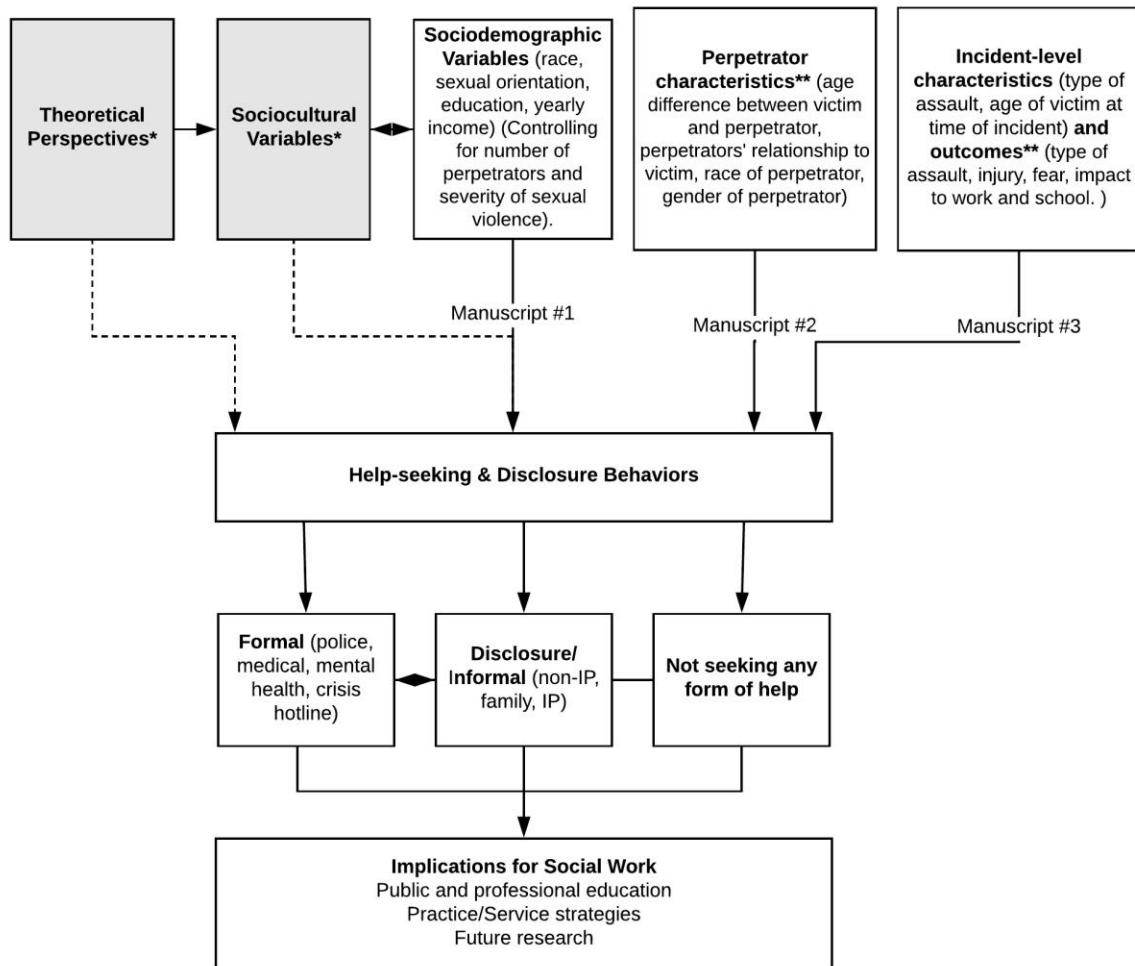 Theoretical
Perspectives*
Sociocultural
Variables*
Sociodemographic
Variables (race,
sexual orientation,
education, yearly
income) (Controlling
for number of
perpetrators and
severity of sexual
violence).
Perpetrator
characteristics** (age
difference between victim
and perpetrator,
perpetrators' relationship to
victim, race of perpetrator,
gender of perpetrator)
Incident-level
characteristics (type of
assault, age of victim at
time of incident) and
outcomes** (type of
assault, injury, fear, impact
to work and school. )
Manuscript #1
Manuscript #2
Manuscript #3
Help-seeking & Disclosure Behaviors
Formal (police,
medical, mental
health, crisis
hotline)
Disclosure/
Informal (non-IP,
family, IP)
Not seeking any
form of help
Implications for Social Work
Public and professional education
Practice/Service strategies
Future research